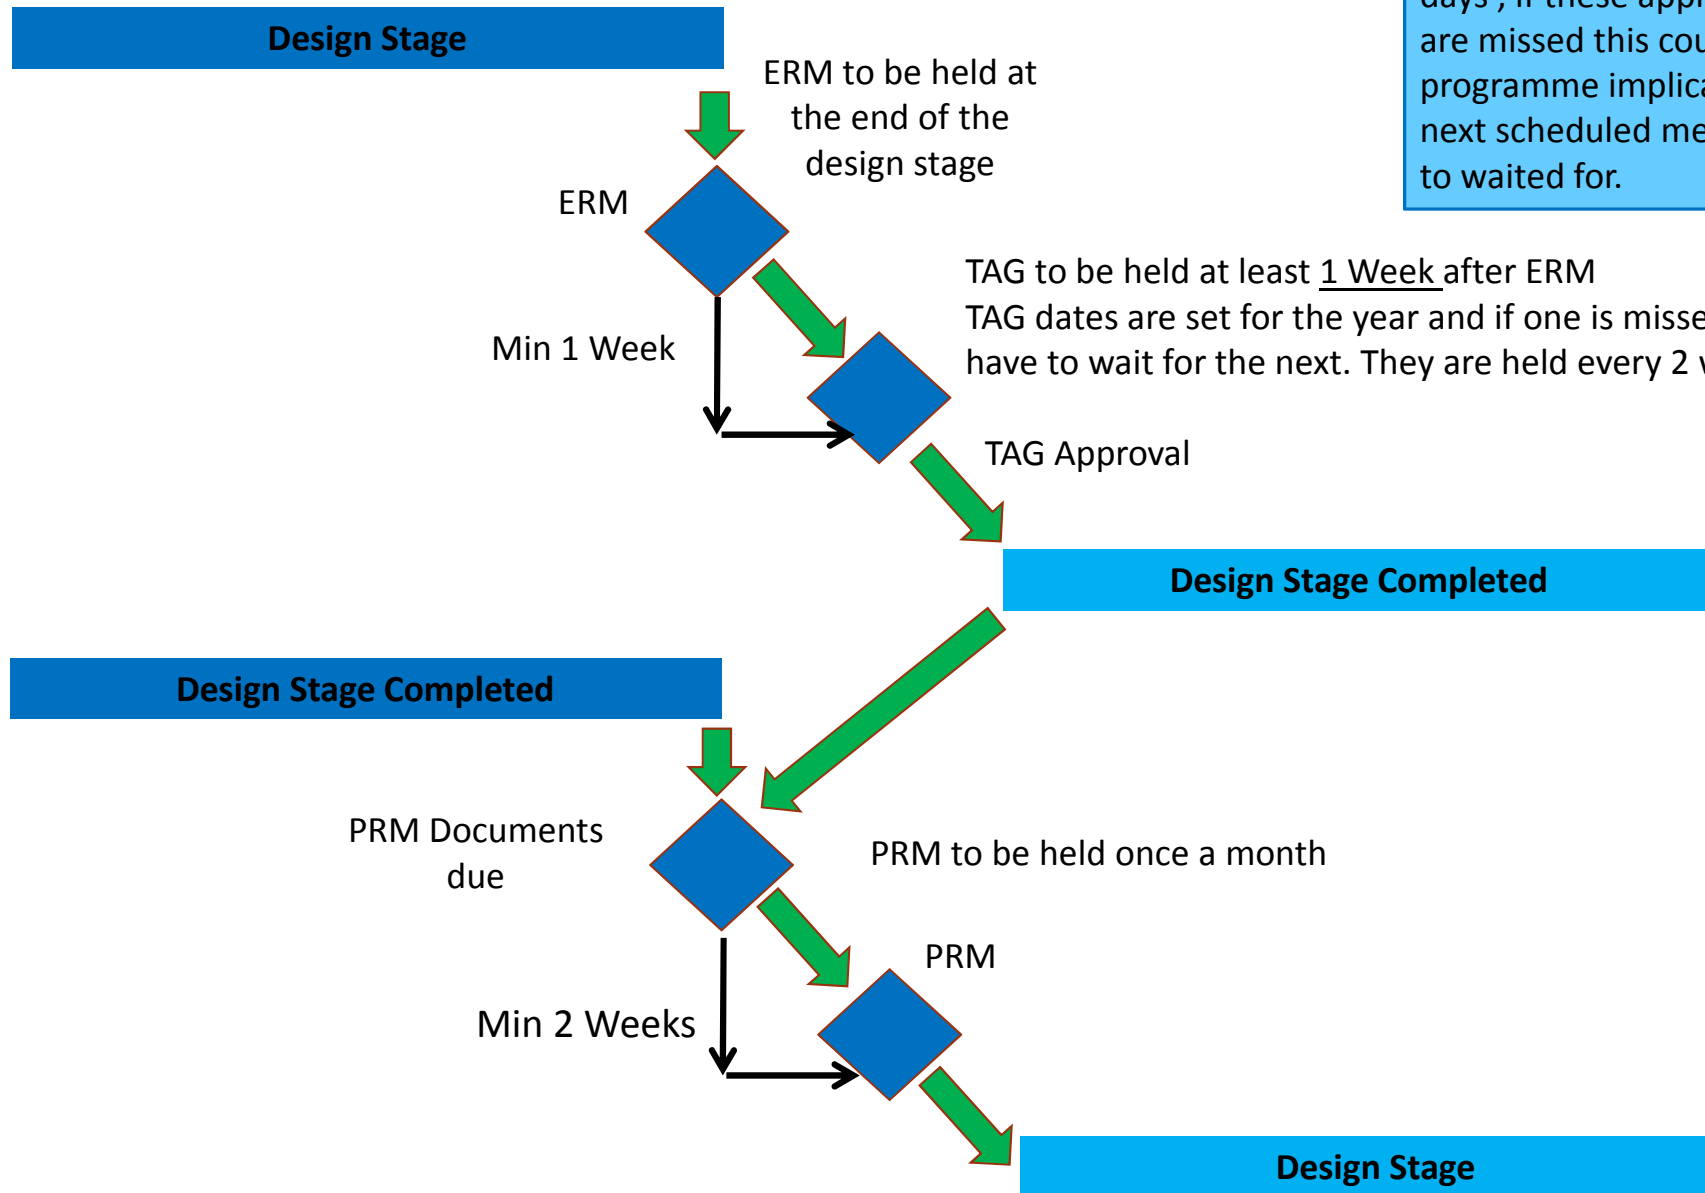 Design Stage
days , if these
are missed this
programme
next scheduled
to waited for.
ERM to be held at
the end of the
design stage
ERM
TAG to be held at least 1 Week after ERM
TAG dates are set for the year and if one is
have to wait for the next. They are held every 2
Min 1 Week
TAG Approval
Design Stage Completed
Design Stage Completed
PRM Documents
due
PRM to be held once a month
PRM
Min 2 Weeks
Design Stage